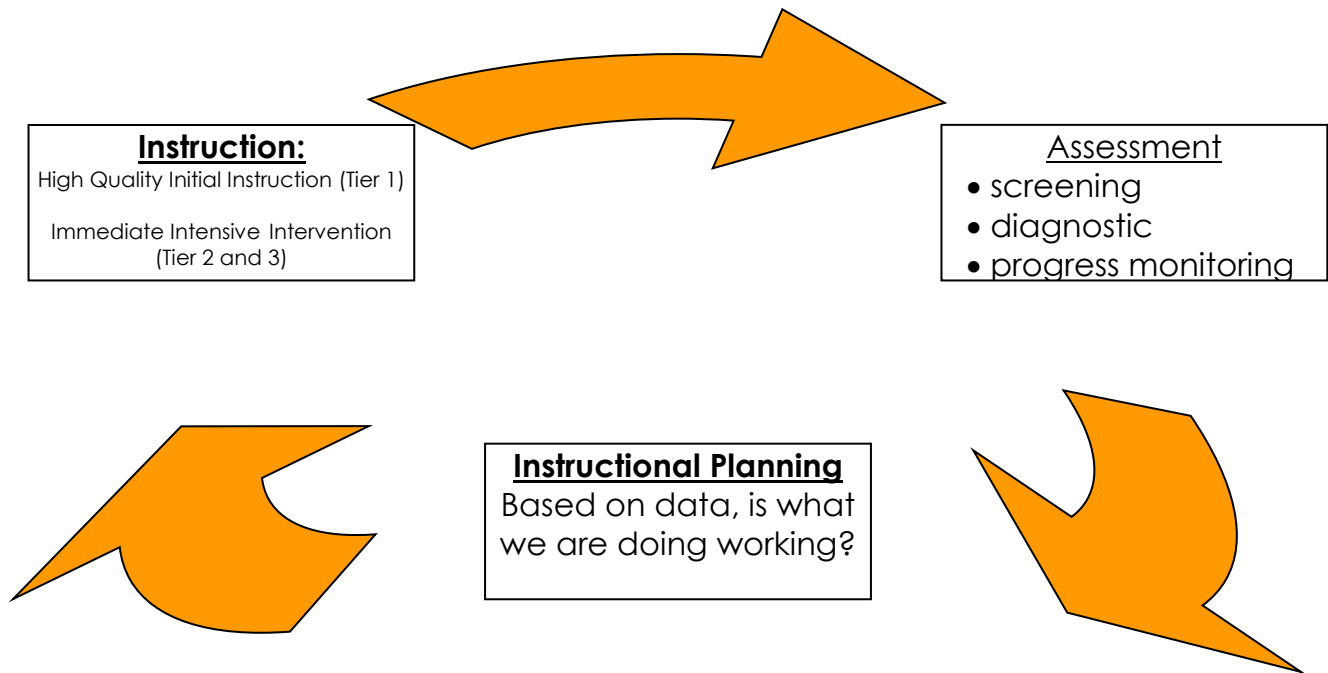 Instruction:
High Quality Initial Instruction (Tier 1)
Immediate Intensive Intervention
(Tier 2 and 3)
Assessment
• screening
• diagnostic
• progress monitoring
Instructional Planning
Based on data, is what
we are doing working?